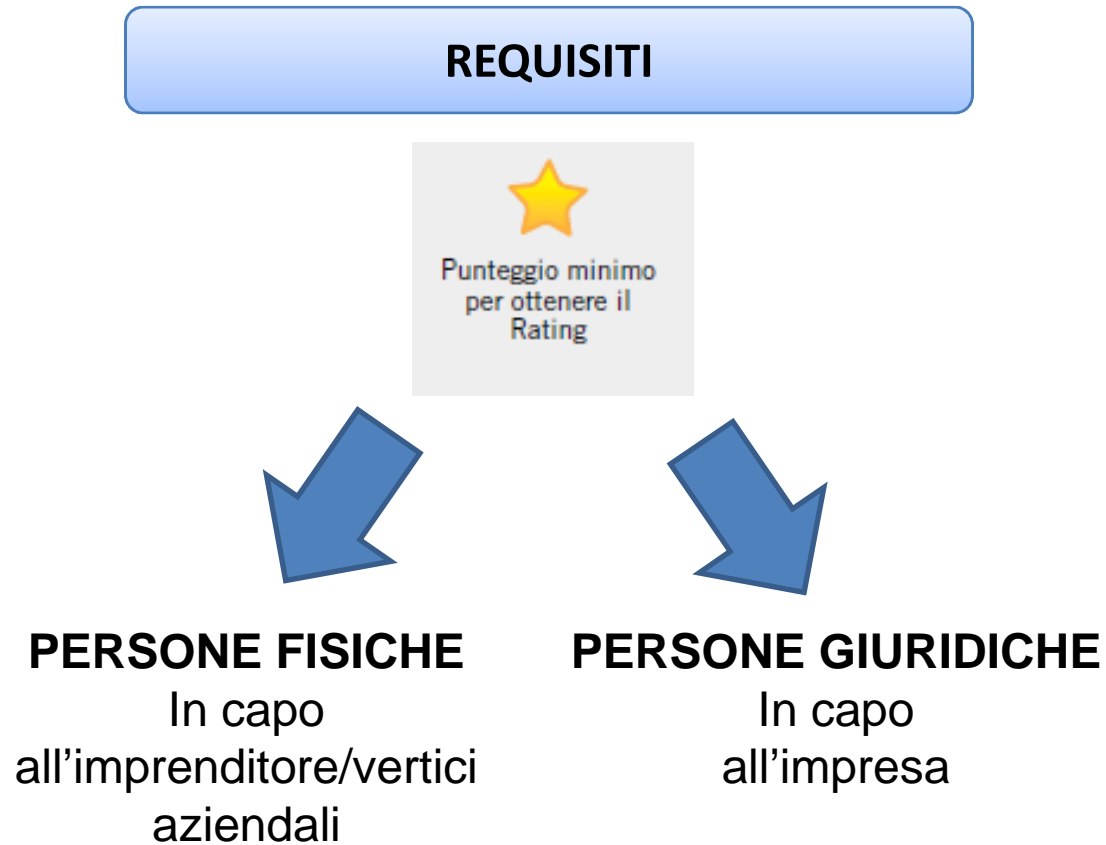 REQUISITI
Punteggio minimo
per ottenere il
Rating
PERSONE FISICHE
In capo
all’imprenditore/vertici
aziendali
PERSONE GIURIDICHE
In capo
all’impresa